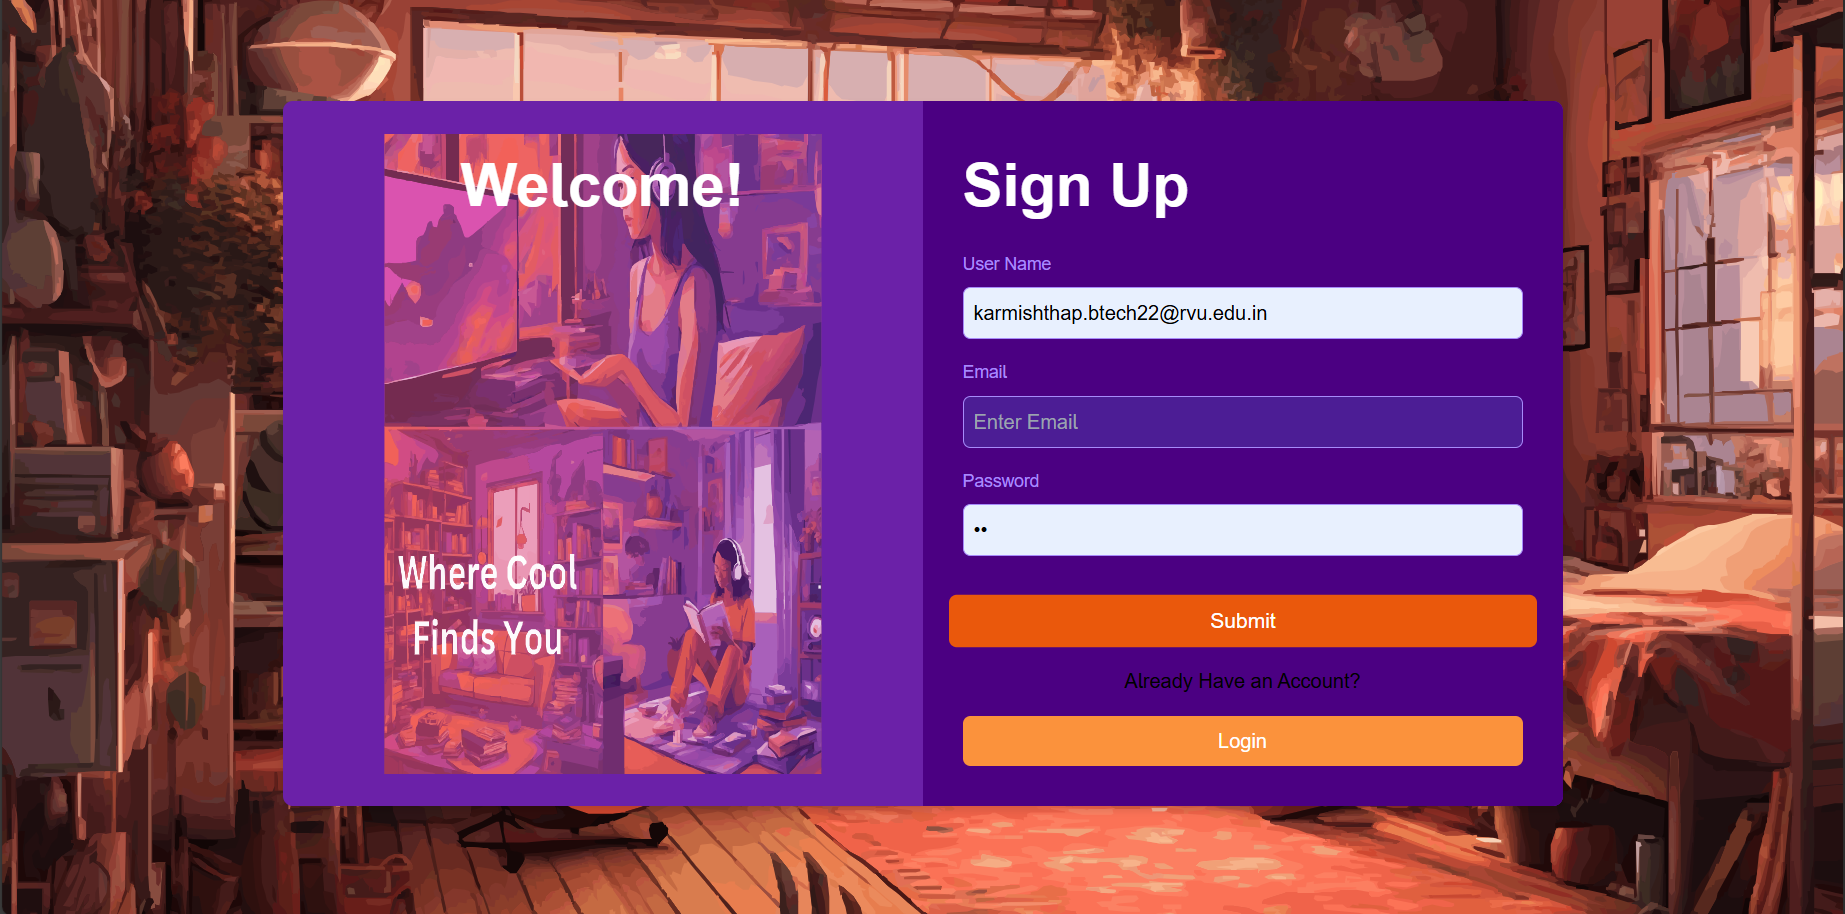 Welcome!
Where Cool
Finds You
Sign Up
User Name
karmishthap.btech22@rvu.edu.in
Email
Enter Email
Password
••
Submit
Already Have an Account?
Login